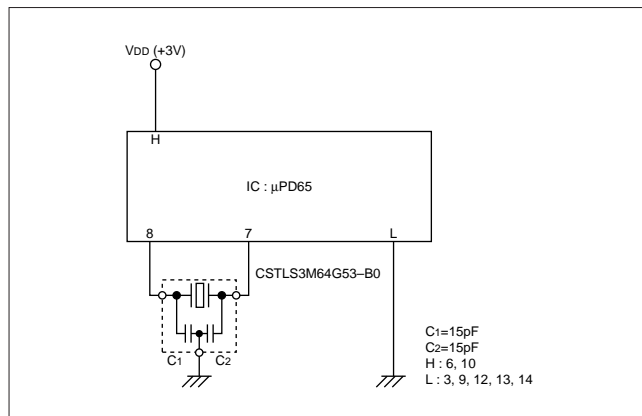 VDD (+3V)
H
IC : μPD65
8 7 L
CSTLS3M64G53–B0
C1 C2
C1=15pF
C2=15pF
H : 6, 10
L : 3, 9, 12, 13, 14